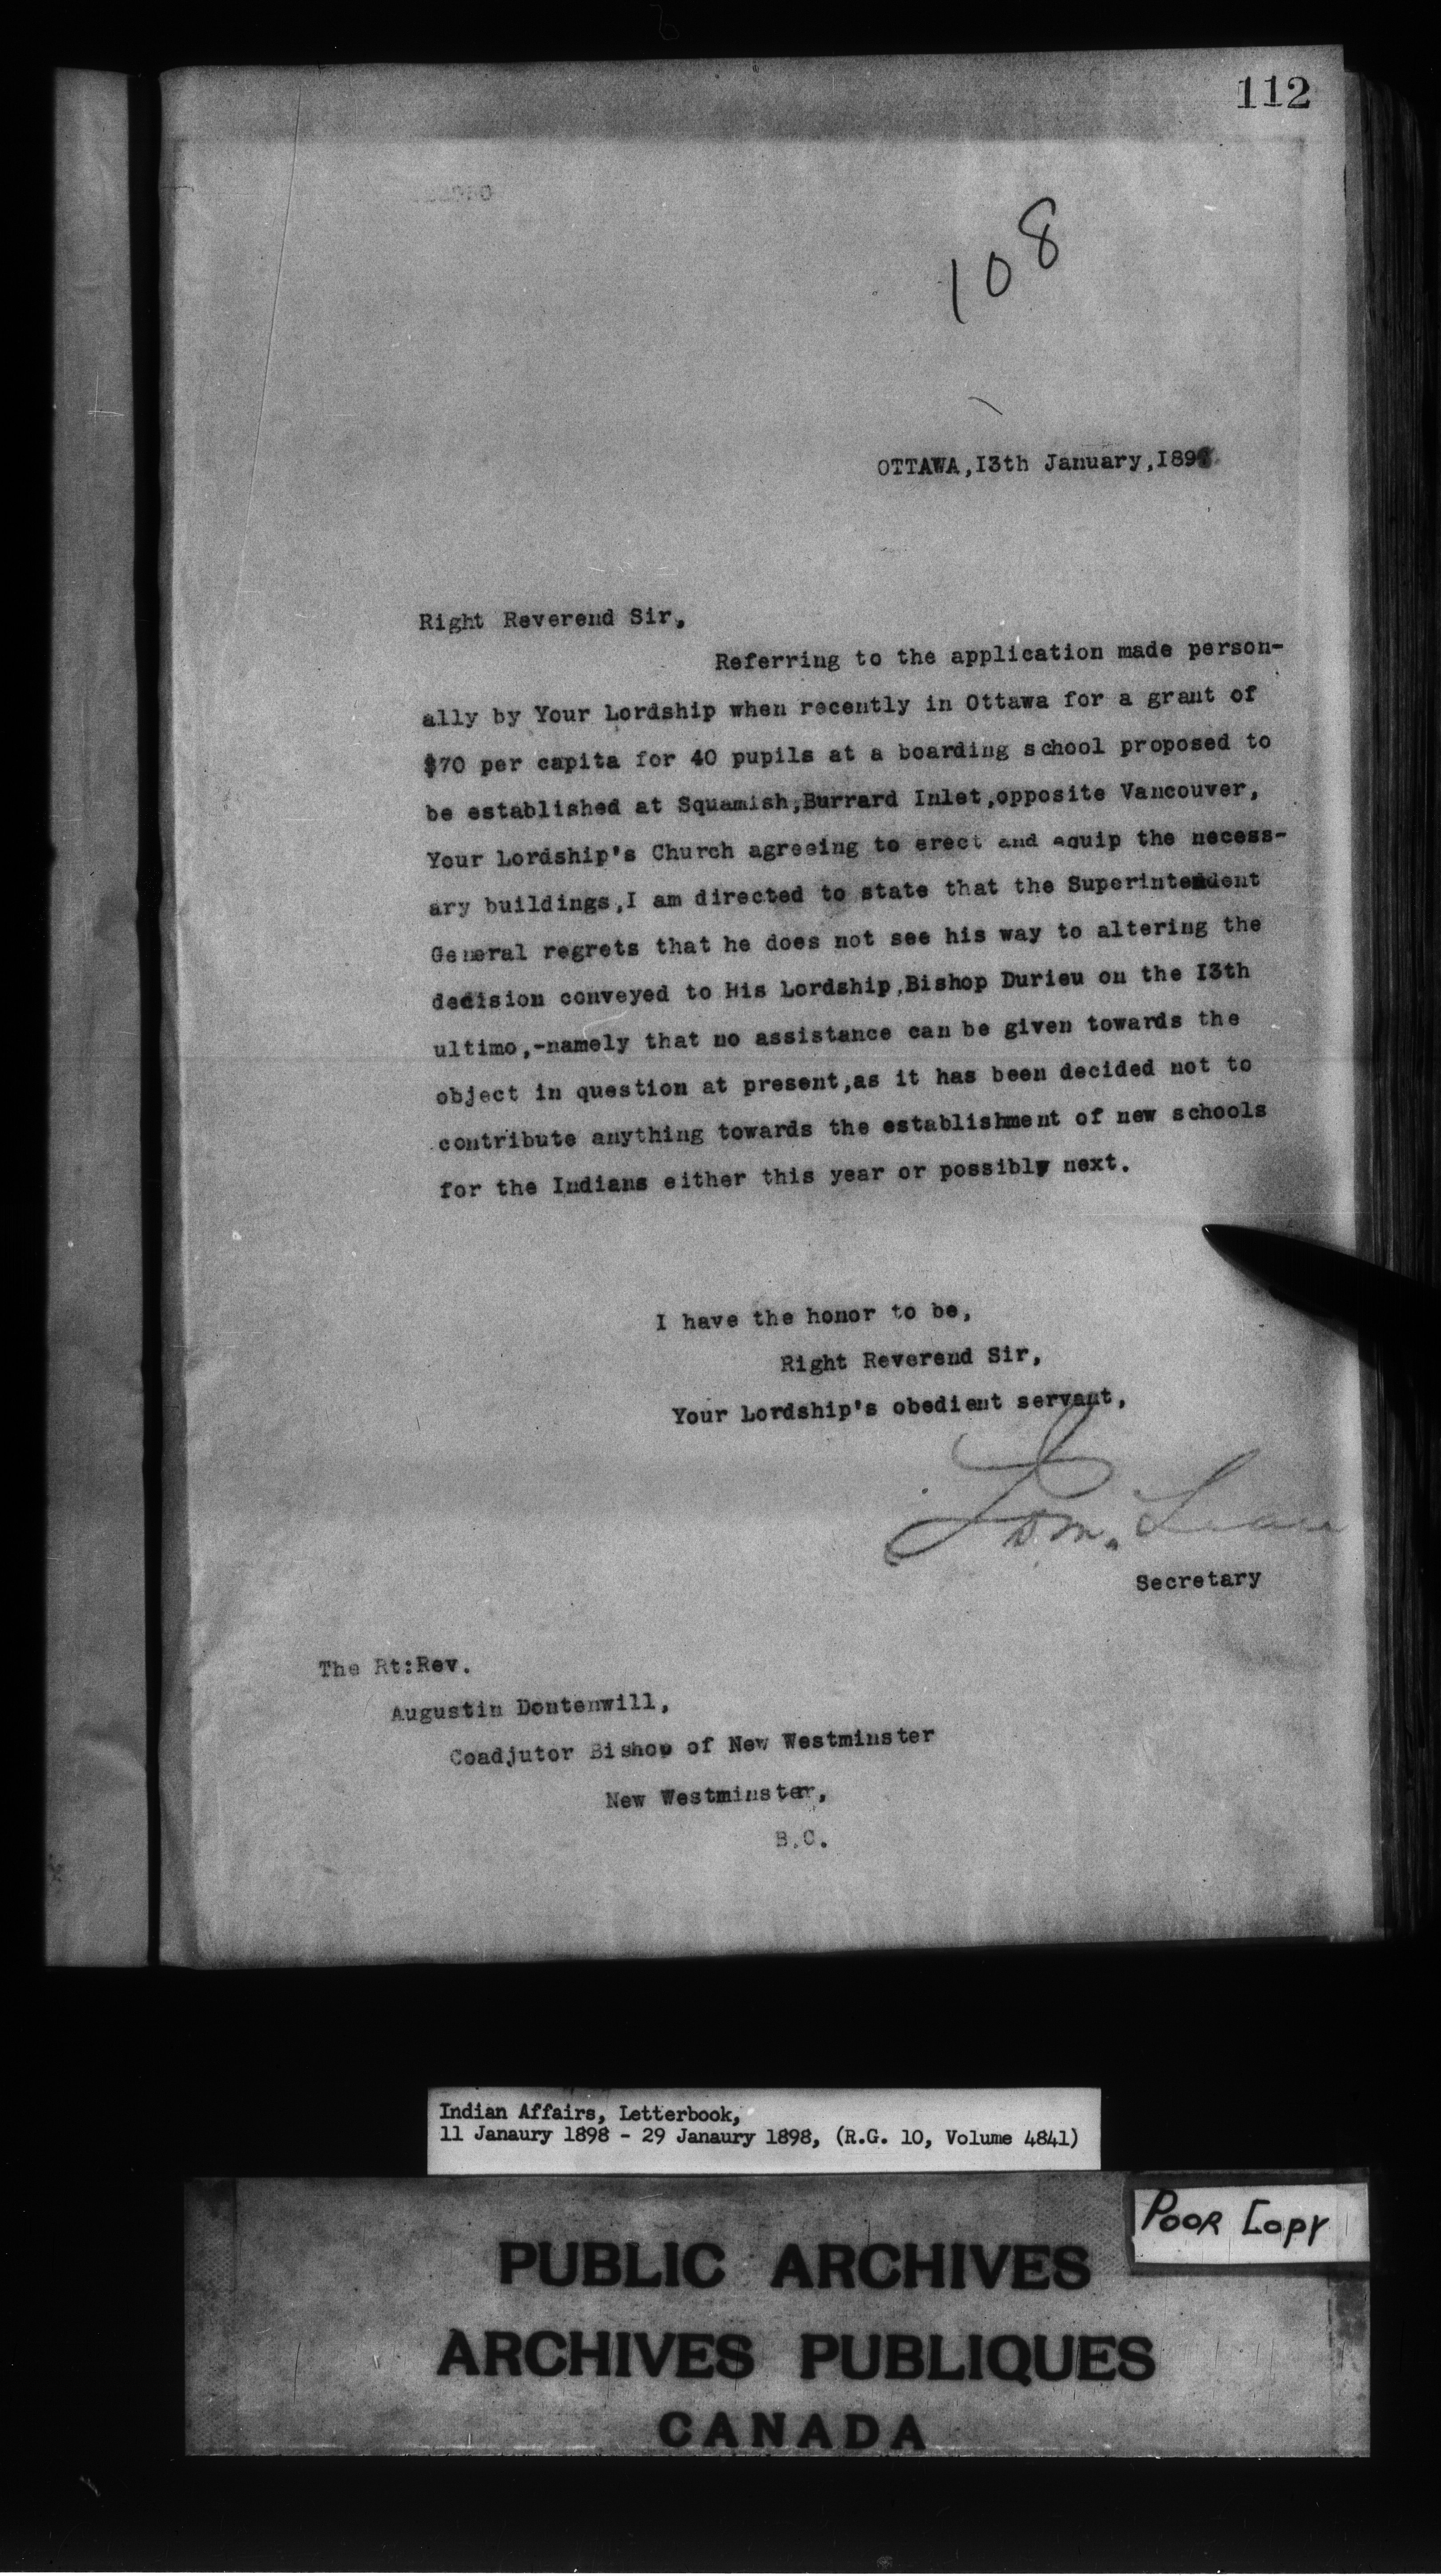 112
108
OTTAWA,I3th January,I898
Right Reverend Sir,
Referring to the application made person-
ally by Your Lordship when recently in Ottawa for a grant of
$70 per capita for 40 pupils at a boarding school proposed to
be established at Squamish,Burrard Inlet,opposite Vancouver,
Your Lordship's Church agreeing to erect and equip the necess-
ary buildings,I am directed to state that the Superintendent
General regrets that he does not see his way to altering the
decision conveyed to His Lordship,Bishop Durieu on the I3th
ultimo,-namely that no assistance can be given towards the
object in question at present,as it has been decided not to
contribute anything towards the establishment of new schools
for the Indians either this year or possibly next.
I have the honor to be,
Right Reverend Sir,
Your Lordship's obedient servant,
Secretary
The Rt:Rev.
Augustin Dontenwill,
Coadjutor Bishop of New Westminster
New Westminster,
B.C.
Indian Affairs, Letterbook,
11 Janaury 1898 - 29 Janaury 1898, (R.G. 10, Volume 4841)
POOR COPY
PUBLIC ARCHIVES
ARCHIVES PUBLIQUES
CANADA